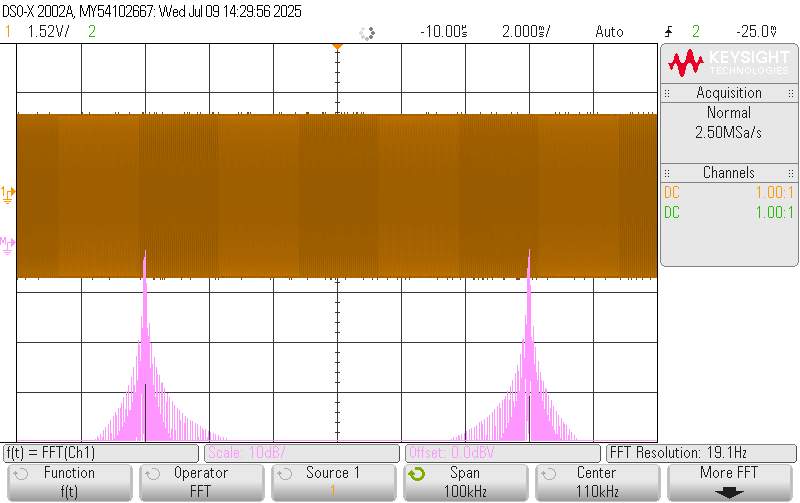 DSO-X 2002A, MY54102667: Wed Jul 09 14:29:56 2025
1 1.52V/ 2 -10.00s 2.000s/ Auto 2 -25.0V
KEYSIGHT
TECHNOLOGIES
Acquisition
Normal
2.50MSa/s
Channels
DC 1.00:1
DC 1.00:1
1
M
f(t) = FFT(Ch1) Scale: 10dB/ Offset: 0.0dBV FFT Resolution: 19.1Hz
Function Operator Source 1 Span Center More FFT
f(t) FFT 1 100kHz 110kHz